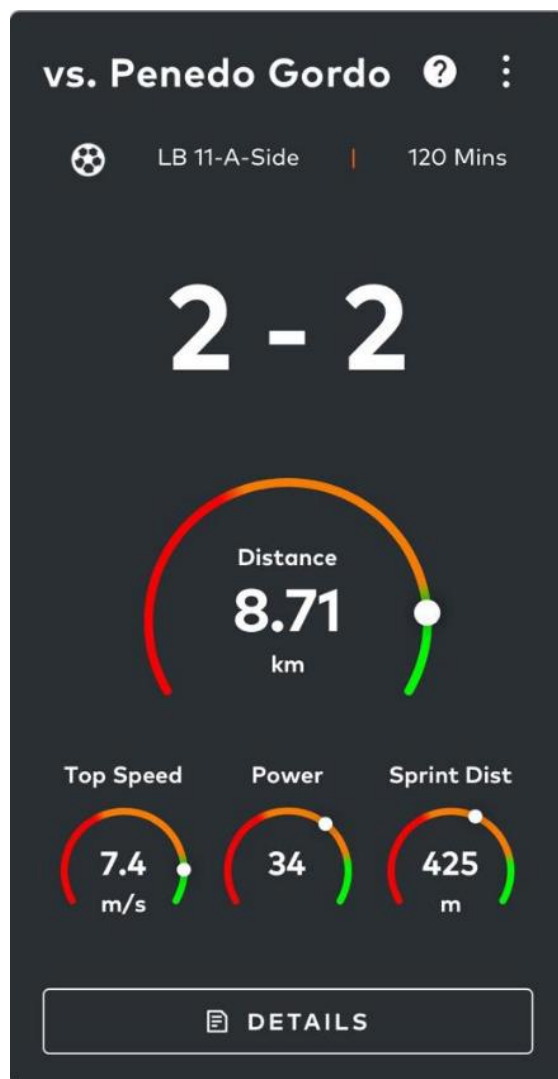 vs. Penedo Gordo ?
LB 11-A-Side | 120 Mins
2 - 2
Distance
8.71
km
Top Speed Power Sprint Dist
7.4 34 425
m/s m
DETAILS